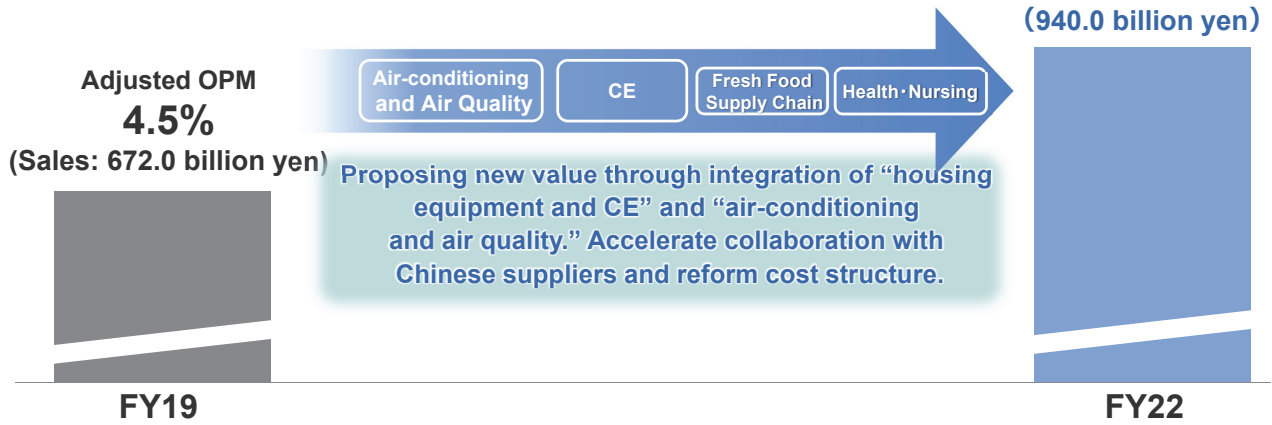 (940.0 billion yen)
Adjusted OPM
4.5%
(Sales: 672.0 billion yen)
Air-conditioning
and Air Quality
CE
Fresh Food
Supply Chain
Health・Nursing
Proposing new value through integration of “housing
equipment and CE” and “air-conditioning
and air quality.” Accelerate collaboration with
Chinese suppliers and reform cost structure.
FY19
FY22